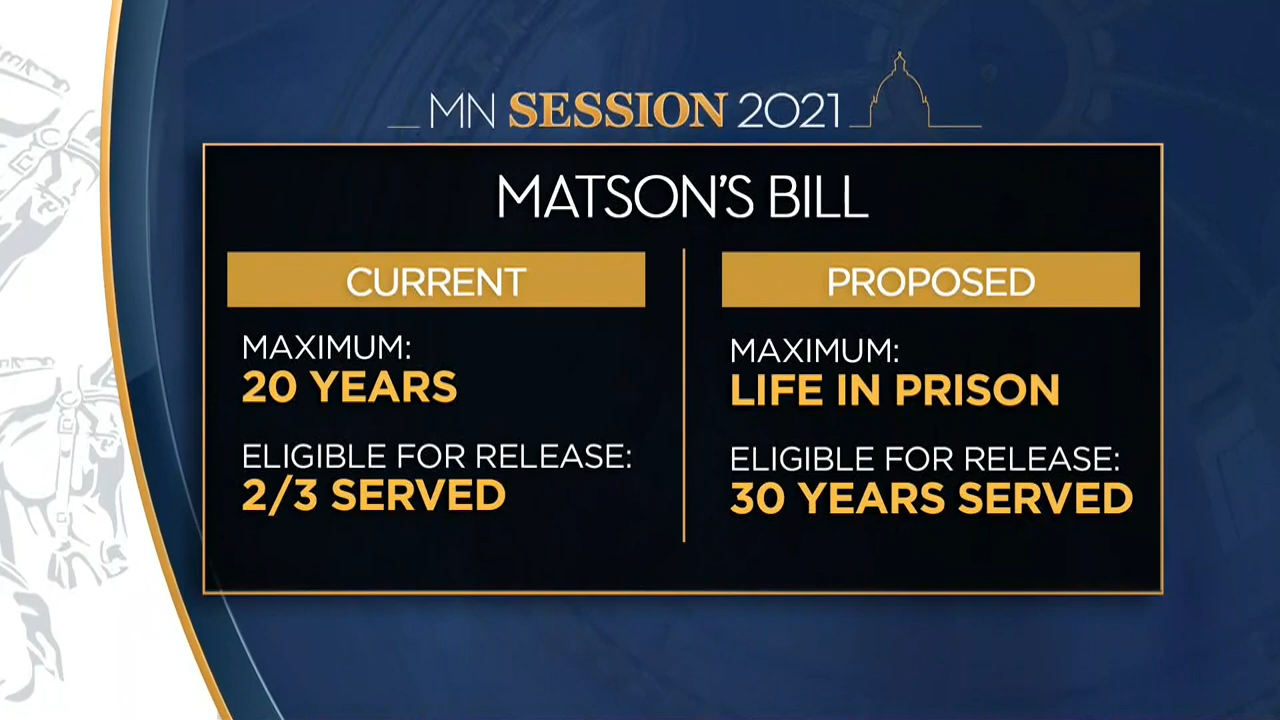 MN SESSION 2021
MATSON'S BILL
CURRENT
MAXIMUM:
20 YEARS
ELIGIBLE FOR RELEASE:
2/3 SERVED
PROPOSED
MAXIMUM:
LIFE IN PRISON
ELIGIBLE FOR RELEASE:
30 YEARS SERVED